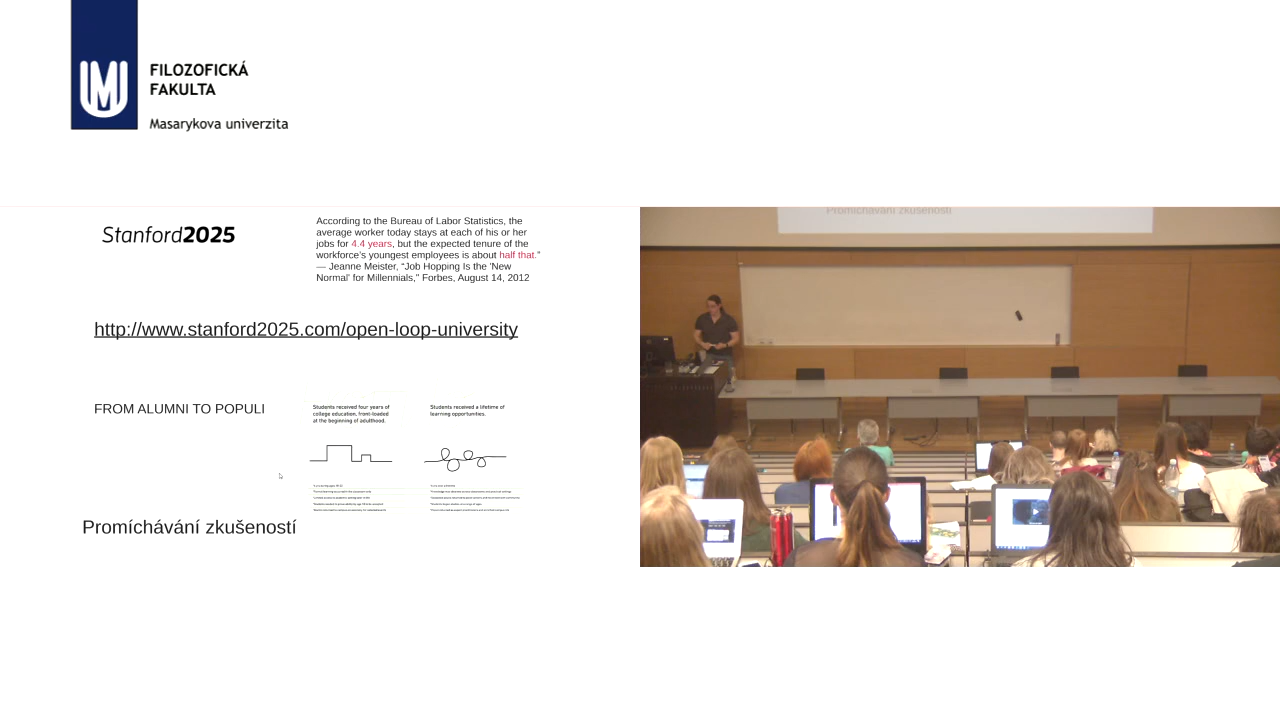 FILOZOFICKÁ
FAKULTA
Masarykova univerzita
Stanford2025
According to the Bureau of Labor Statistics, the
average worker today stays at each of his or her
jobs for 4.4 years, but the expected tenure of the
workforce's youngest employees is about half that."
— Jeanne Meister, “Job Hopping Is the ‘New
Normal’ for Millennials,” Forbes, August 14, 2012
http://www.stanford2025.com/open-loop-university
FROM ALUMNI TO POPULI
Students received four years of
college education, front-loaded
at the beginning of adulthood.
Students received a lifetime of
learning opportunities.
Promíchávání zkušeností
Promíchávání zkušeností